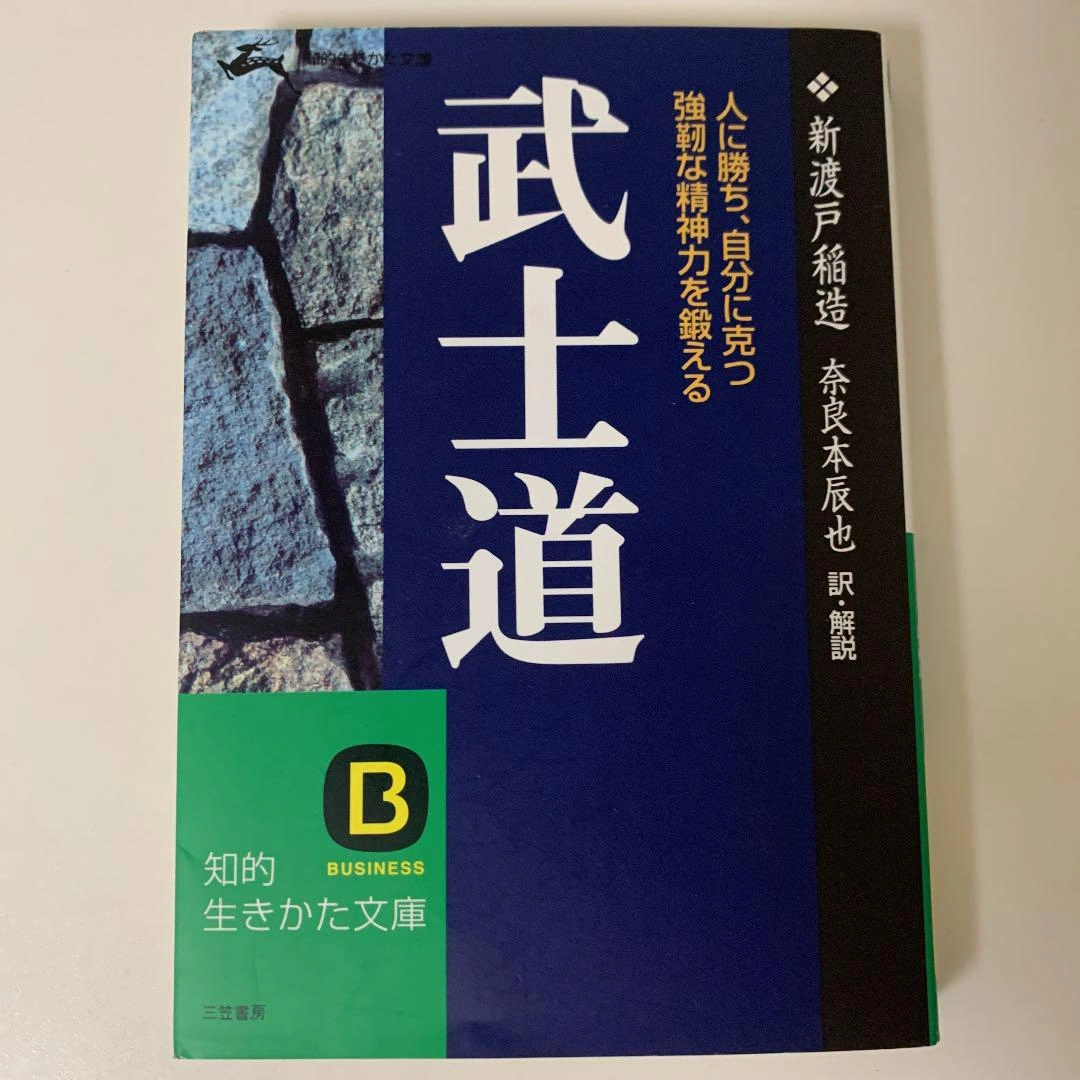 新渡戸稲造 奈良本辰也 訳・解説
人に勝ち、自分に克つ
強靭な精神力を鍛える
武士道
知的生きかた文庫
B
BUSINESS
知的
生きかた文庫
三笠書房